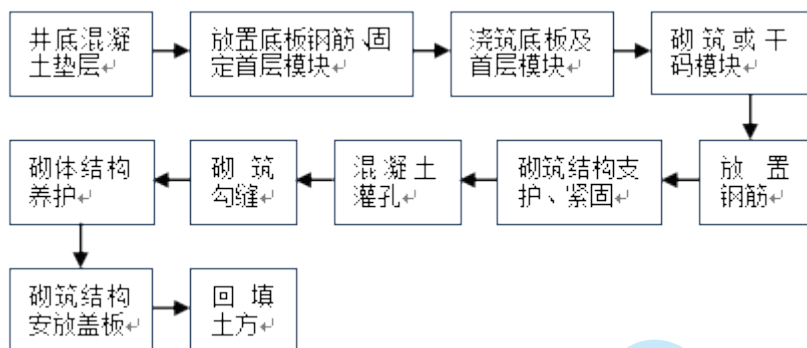 井底混凝
土垫层↵
放置底板钢筋、固
定首层模块↵
浇筑底板及
首层模块↵
砌筑或干
码模块↵
放置
钢筋↵
砌筑结构支
护、紧固↵
混凝土
灌孔↵
砌筑
勾缝↵
砌体结构
养护↵
砌筑结构
安放盖板↵
回填
土方↵